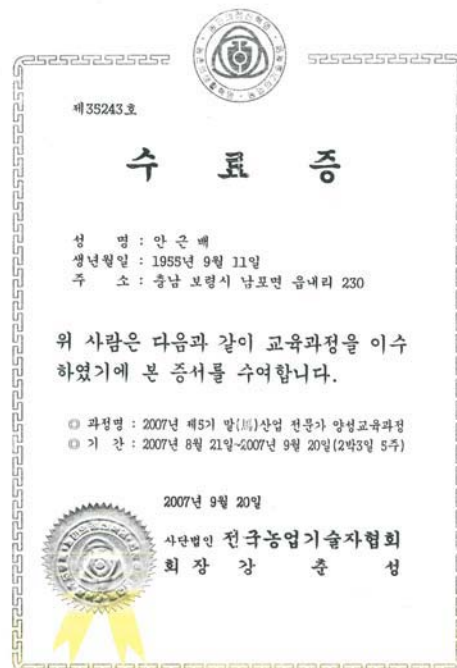 제35243호
수 료 증
성 명 : 안근배
생년월일 : 1955년 9월 11일
주 소 : 충남 보령시 남포면 읍내리 230
위 사람은 다음과 같이 교육과정을 이수
하였기에 본 증서를 수여합니다.
◎ 과정명 : 2007년 제5기 말(馬)산업 전문가 양성교육과정
◎ 기 간 : 2007년 8월 21일~2007년 9월 20일(2박3일 5주)
2007년 9월 20일
사단법인 전국농업기술자협회
회 장 강 춘 성